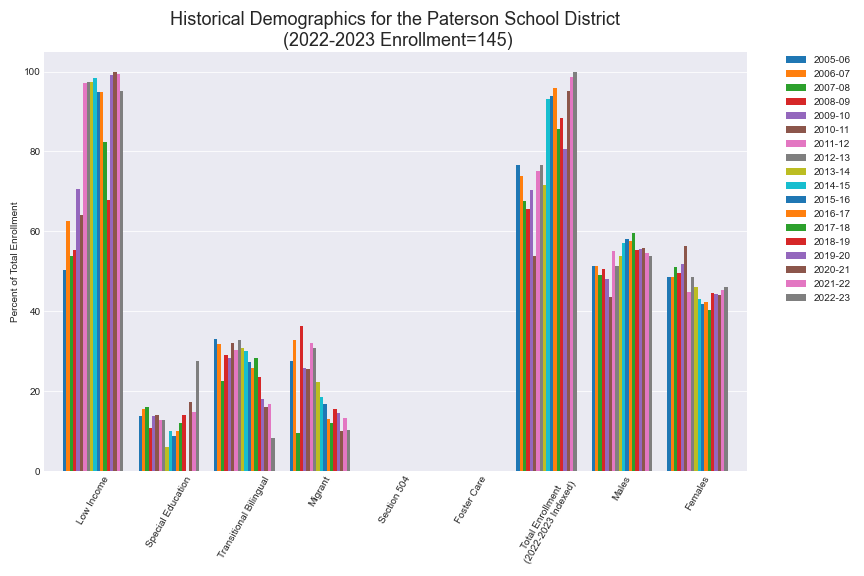 Historical Demographics for the Paterson School District
(2022-2023 Enrollment=145)
Percent of Total Enrollment
100
80
60
40
20
0
Low Income
Special Education
Transitional Bilingual
Migrant
Section 504
Foster Care
Total Enrollment
(2022-2023 Indexed)
Males
Females
2005-06
2006-07
2007-08
2008-09
2009-10
2010-11
2011-12
2012-13
2013-14
2014-15
2015-16
2016-17
2017-18
2018-19
2019-20
2020-21
2021-22
2022-23